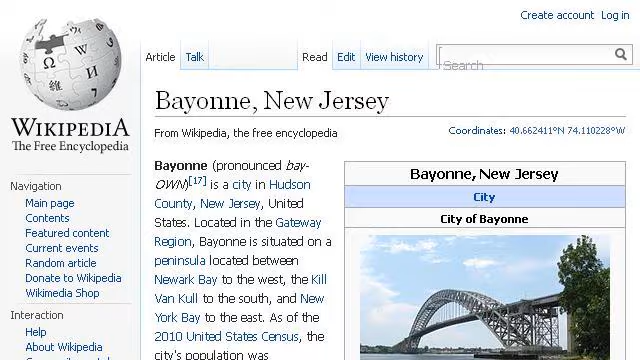 Create account Log in
Article Talk Read Edit View history Search
Bayonne, New Jersey
From Wikipedia, the free encyclopedia
Coordinates: 40.662411°N 74.110228°W
WIKIPEDIA
The Free Encyclopedia
Navigation
Main page
Contents
Featured content
Current events
Random article
Donate to Wikipedia
Wikimedia Shop
Interaction
Help
About Wikipedia
Bayonne (pronounced bay-
OWN)[17] is a city in Hudson
County, New Jersey, United
States. Located in the Gateway
Region, Bayonne is situated on a
peninsula located between
Newark Bay to the west, the Kill
Van Kull to the south, and New
York Bay to the east. As of the
2010 United States Census, the
city's population was
Bayonne, New Jersey
City
City of Bayonne